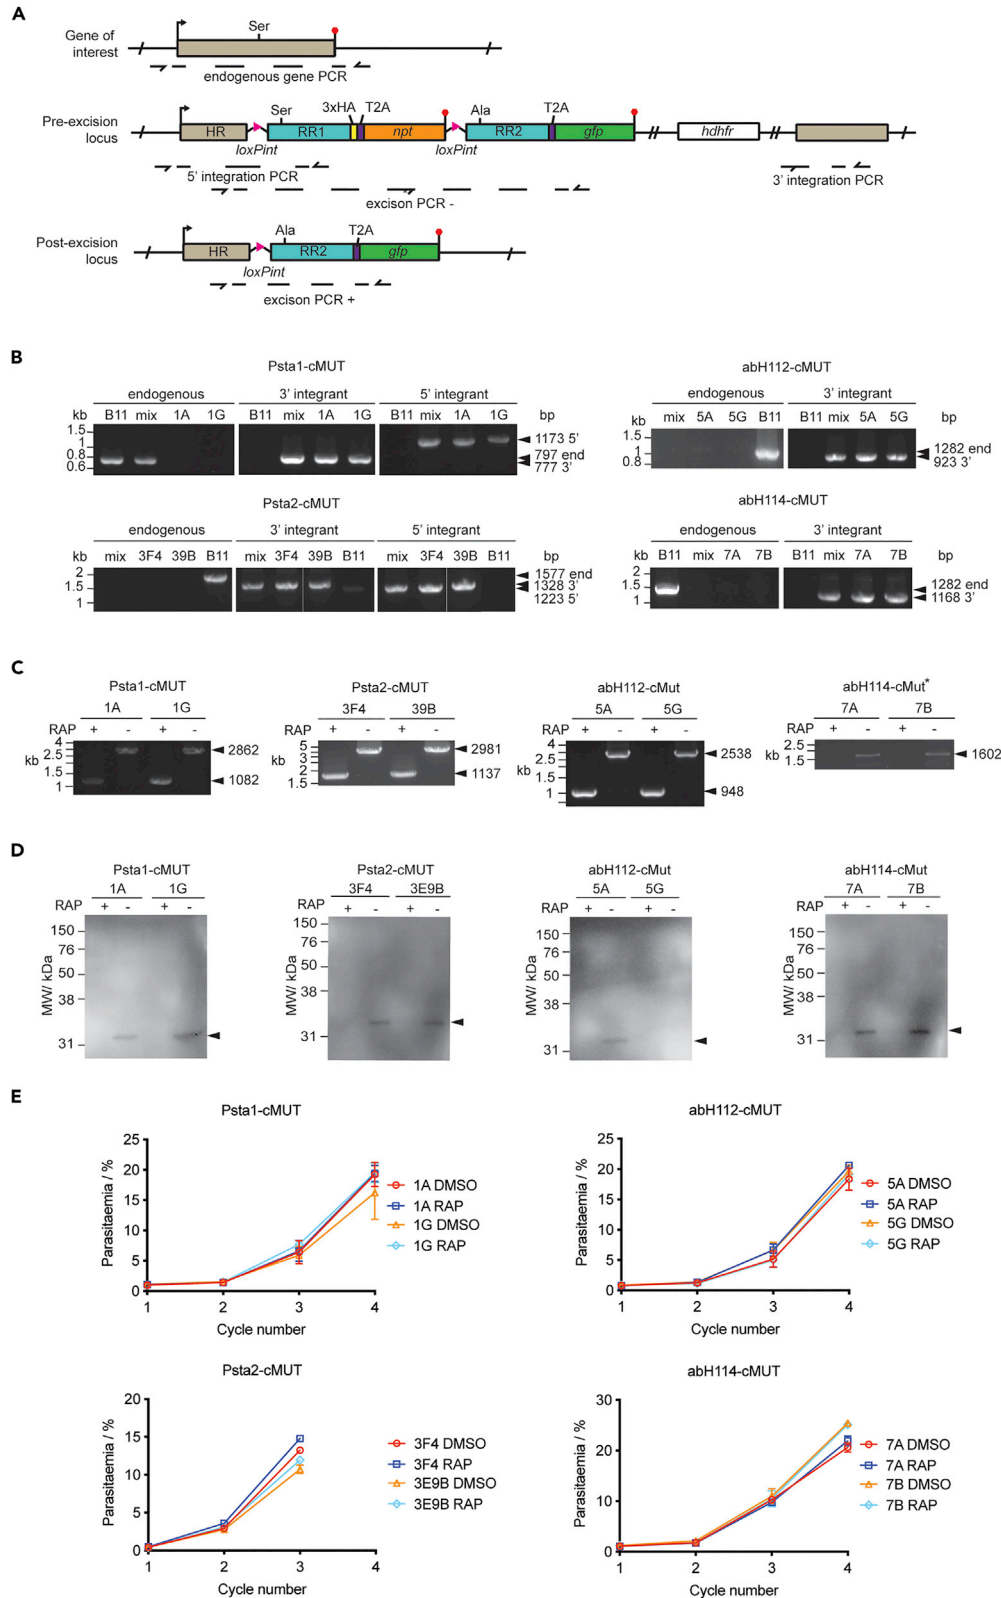 A
Gene of
interest
Ser
endogenous gene PCR
Pre-excision
locus
Ser 3xHA T2A Ala T2A
HR RR1 npt RR2 gfp hdhfr
loxPint loxPint
5' integration PCR 3' integration PCR
excison PCR -
Post-excision
locus
Ala T2A
HR RR2 gfp
loxPint
excison PCR +
B
Psta1-cMUT
endogenous 3' integrant 5' integrant
kb B11 mix 1A 1G B11 mix 1A 1G B11 mix 1A 1G bp
1.5
1
0.8
0.6
1173 5'
797 end
777 3'
abH112-cMUT
endogenous 3' integrant
kb mix 5A 5G B11 B11 mix 5A 5G bp
1.5
1
0.8
1282 end
923 3'
Psta2-cMUT
endogenous 3' integrant 5' integrant
kb mix 3F4 39B B11 mix 3F4 39B B11 mix 3F4 39B B11 bp
2
1.5
1
1577 end
1328 3'
1223 5'
abH114-cMUT
endogenous 3' integrant
kb B11 mix 7A 7B B11 mix 7A 7B bp
2
1.5
1
1282 end
1168 3'
C
Psta1-cMUT
1A 1G
RAP + - + -
kb
4
2.5
1.5
1
2862
1082
Psta2-cMUT
3F4 39B
+ - + -
kb
5
3
2
1.5
2981
1137
abH112-cMut
5A 5G
RAP + - + -
kb
4
2.5
1.5
1
2538
948
abH114-cMut*
7A 7B
RAP + - + -
kb
2.5
1.5
1602
D
Psta1-cMUT
1A 1G
RAP + - + -
MW/ kDa
150
76
50
38
31
Psta2-cMUT
3F4 3E9B
RAP + - + -
MW/ kDa
150
76
50
38
31
abH112-cMut
5A 5G
RAP + - + -
MW/ kDa
150
76
50
38
31
abH114-cMut
7A 7B
RAP + - + -
MW/ kDa
150
76
50
38
31
E
Psta1-cMUT
Parasitaemia / %
25
20
15
10
5
0
1 2 3 4
Cycle number
1A DMSO
1A RAP
1G DMSO
1G RAP
abH112-cMUT
Parasitaemia / %
25
20
15
10
5
0
1 2 3 4
Cycle number
5A DMSO
5A RAP
5G DMSO
5G RAP
Psta2-cMUT
Parasitaemia / %
20
15
10
5
0
1 2 3 4
Cycle number
3F4 DMSO
3F4 RAP
3E9B DMSO
3E9B RAP
abH114-cMUT
Parasitaemia / %
30
20
10
0
1 2 3 4
Cycle number
7A DMSO
7A RAP
7B DMSO
7B RAP